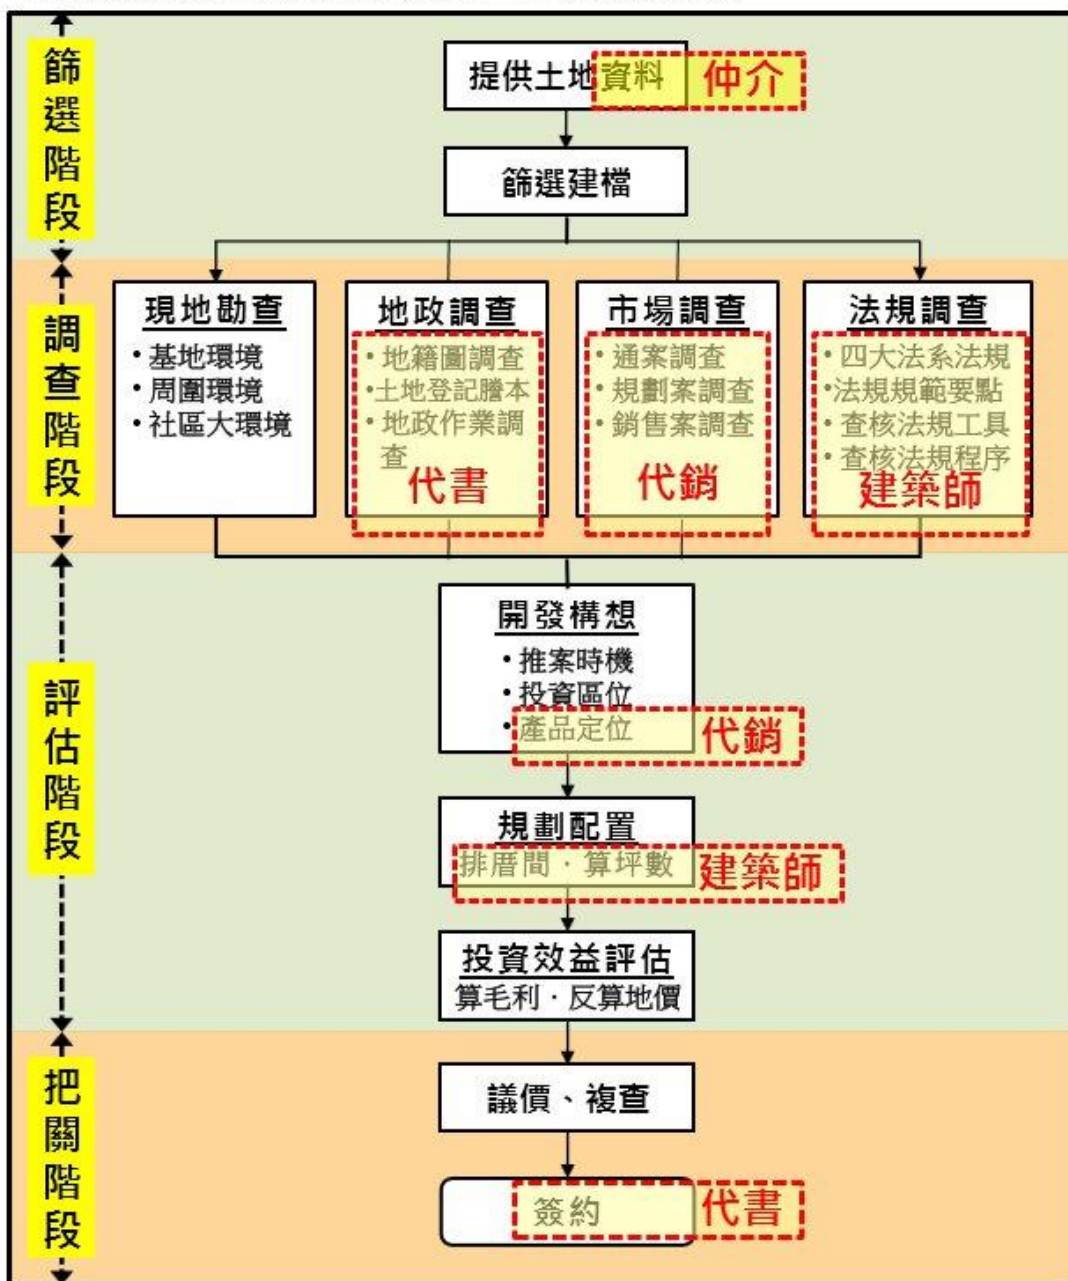 篩選階段
提供土地資料 仲介
篩選建檔
調查階段
現地勘查
•基地環境
•周圍環境
•社區大環境
地政調查
•地籍圖調查
•土地登記謄本
•地政作業調
查
代書
市場調查
•通案調查
•規劃案調查
•銷售案調查
代銷
法規調查
•四大法系法規
•法規規範要點
•查核法規工具
•查核法規程序
建築師
評估階段
開發構想
•推案時機
•投資區位
•產品定位 代銷
規劃配置
排厝間·算坪數 建築師
投資效益評估
算毛利·反算地價
把關階段
議價、複查
簽約 代書